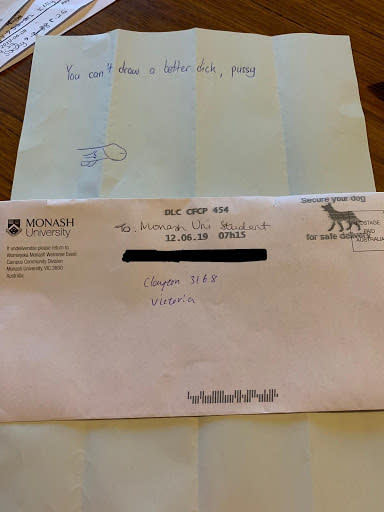 You can't draw a better dick, pussy
MONASH
University
If undeliverable please return to
Wominjeka Monash Welcome Event
Campus Community Division
Monash University, VIC 3800
Australia
DLC CFCP 454
To: Monash Uni Student
12.06.19 07h15
Secure your dog
for safe delivery
POSTAGE
PAID
AUSTRALIA
Clayton 3168
Victoria